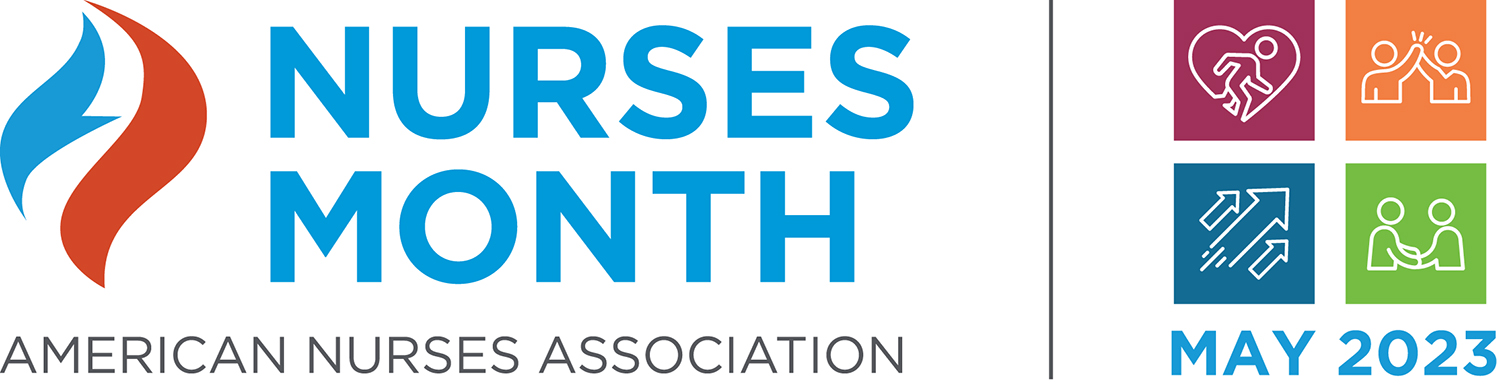 NURSES
MONTH
AMERICAN NURSES ASSOCIATION
MAY 2023